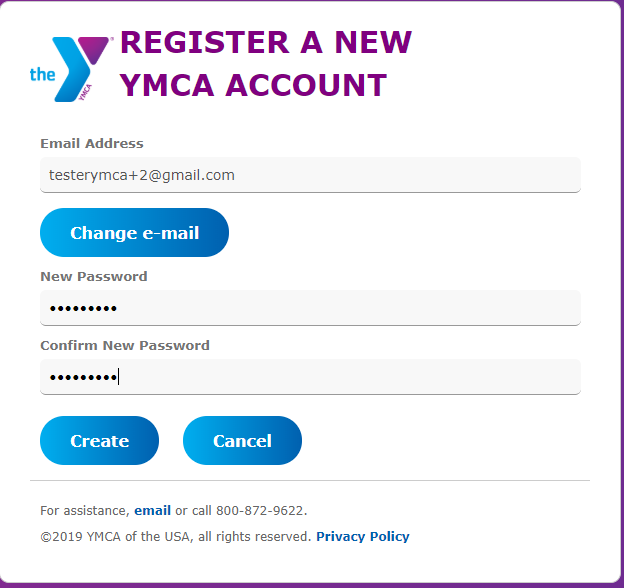 the
YMCA
REGISTER A NEW
YMCA ACCOUNT
Email Address
testerymca+2@gmail.com
Change e-mail
New Password
•••••••••
Confirm New Password
•••••••••
Create Cancel
For assistance, email or call 800-872-9622.
©2019 YMCA of the USA, all rights reserved. Privacy Policy